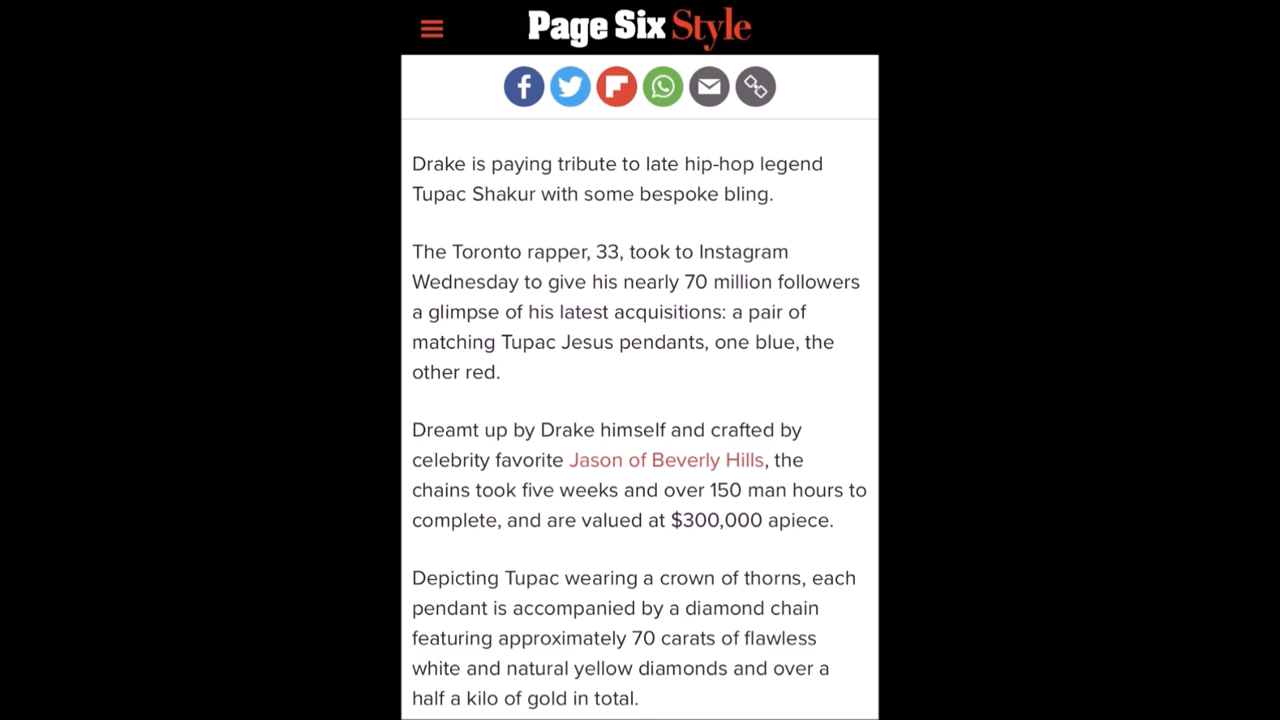 Page Six Style
Drake is paying tribute to late hip-hop legend
Tupac Shakur with some bespoke bling.
The Toronto rapper, 33, took to Instagram
Wednesday to give his nearly 70 million followers
a glimpse of his latest acquisitions: a pair of
matching Tupac Jesus pendants, one blue, the
other red.
Dreamt up by Drake himself and crafted by
celebrity favorite Jason of Beverly Hills, the
chains took five weeks and over 150 man hours to
complete, and are valued at $300,000 apiece.
Depicting Tupac wearing a crown of thorns, each
pendant is accompanied by a diamond chain
featuring approximately 70 carats of flawless
white and natural yellow diamonds and over a
half a kilo of gold in total.